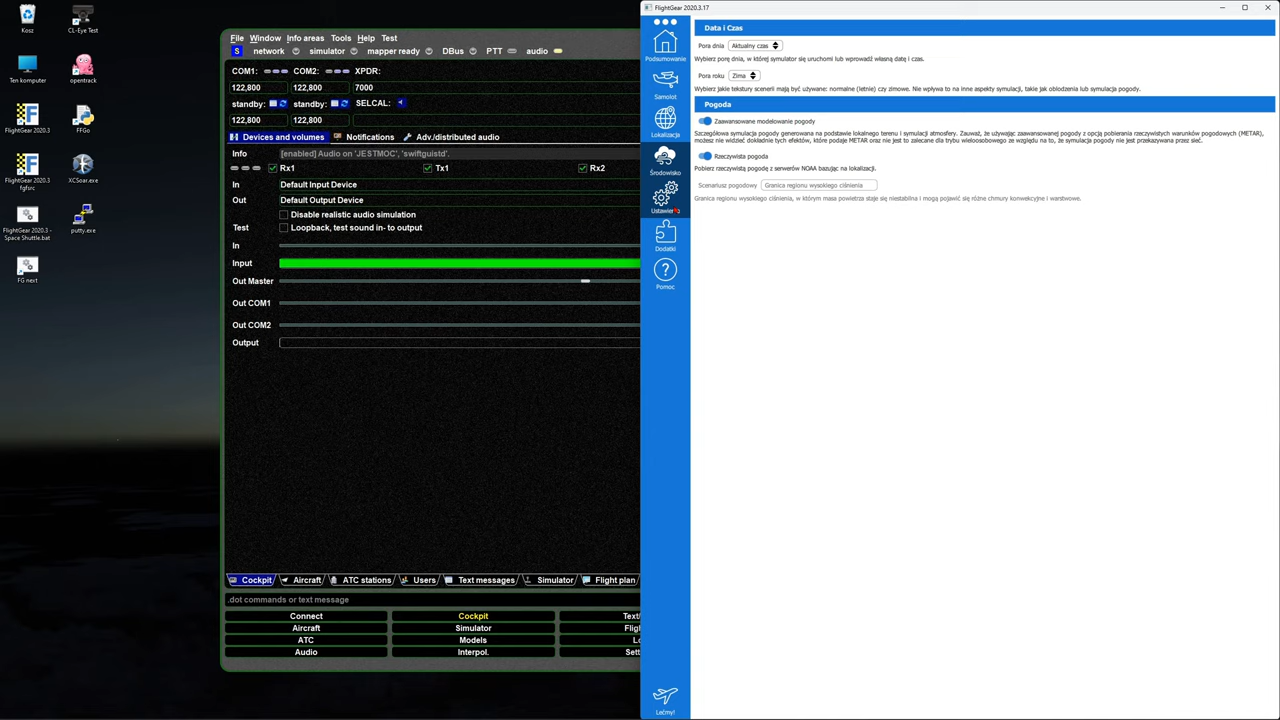 Kosz
CL-Eye Test
Ten komputer
opentrack
FlightGear 2020.3
FFGo
FlightGear 2020.3 fgfsrc
XCSoar.exe
FlightGear 2020.3 - Space Shuttle.bat
putty.exe
FG next
File Window Info areas Tools Help Test
S network simulator mapper ready DBus PTT audio
COM1: COM2: XPDR:
122,800 122,800 7000
standby: standby: SELCAL:
122,800 122,800
Devices and volumes Notifications Adv/distributed audio
Info [enabled] Audio on 'JESTMOC', 'swiftguistd'.
Rx1 Tx1 Rx2
In Default Input Device
Out Default Output Device
Disable realistic audio simulation
Test Loopback, test sound in- to output
In
Input
Out Master
Out COM1
Out COM2
Output
Cockpit Aircraft ATC stations Users Text messages Simulator Flight plan
.dot commands or text message
Connect Cockpit Text
Aircraft Simulator Flig
ATC Models Lo
Audio Interpol. Sett
FlightGear 2020.3.17
Podsumowanie
Samolot
Lokalizacja
Środowisko
Dodatki
Pomoc
Lećmy!
Data i Czas
Pora dnia Aktualny czas
Wybierz porę dnia, w której symulator się uruchomi lub wprowadź własną datę i czas.
Pora roku Zima
Wybierz jakie tekstury scenerii mają być używane: normalne (letnie) czy zimowe. Nie wpływa to na inne aspekty symulacji, takie jak oblodzenia lub symulacja pogody.
Pogoda
Zaawansowane modelowanie pogody
Szczegółowa symulacja pogody generowana na podstawie lokalnego terenu i symulacji atmosfery. Zauważ, że używając zaawansowanej pogody z opcją pobierania rzeczywistych warunków pogodowych (METAR),
możesz nie widzieć dokładnie tych efektów, które podaje METAR oraz nie jest to zalecane dla trybu wieloosobowego ze względu na to, że symulacja pogody nie jest przekazywana przez sieć.
Rzeczywista pogoda
Pobierz rzeczywistą pogodę z serwerów NOAA bazując na lokalizacji.
Scenariusz pogodowy Granica regionu wysokiego ciśnienia
Granica regionu wysokiego ciśnienia, w którym masa powietrza staje się niestabilna i mogą pojawić się różne chmury konwekcyjne i warstwowe.